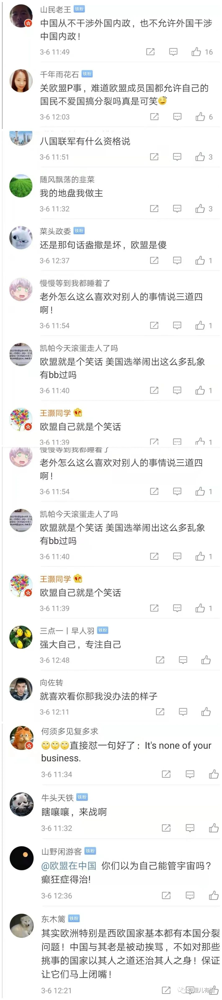 山民老王 铁粉
中国从不干涉外国内政，也不允许外国干涉
中国内政！
3-6 11:49 16
千年雨花石 铁粉
关欧盟P事，难道欧盟成员国都允许自己的
国民不爱国搞分裂吗真是可笑
3-6 12:03 6
八国联军有什么资格说
3-6 11:51 3
随风飘荡的韭菜
我的地盘我做主
3-6 11:32 3
菜头政委 铁粉
还是那句话盎撒是坏，欧盟是傻
3-6 12:37 1
慢慢等到我都睡着了
老外怎么这么喜欢对别人的事情说三道四
啊！
3-6 11:54 1
凯帕今天滚蛋走人了吗
欧盟就是个笑话 美国选举闹出这么多乱象
有bb过吗
3-6 11:40 1
王灏同学
欧盟自己就是个笑话
3-6 11:39 1
慢慢等到我都睡着了
老外怎么这么喜欢对别人的事情说三道四
啊！
3-6 11:54 1
凯帕今天滚蛋走人了吗
欧盟就是个笑话 美国选举闹出这么多乱象
有bb过吗
3-6 11:40 1
王灏同学
欧盟自己就是个笑话
3-6 11:39 1
三点一丨早人羽 铁粉
强大自己，专注自己
3-6 12:48
向佐转
就喜欢看你那我没办法的样子
3-6 12:11
何须多见复多求
直接怼一句好了：It's none of your
business.
3-6 11:34
牛头天铁 铁粉
瞎嚷嚷，来战啊
3-6 11:32
山野闲游客 铁粉
@欧盟在中国 你们以为自己能管宇宙吗？
癫狂症得治!
3-6 12:36
东木篱 铁粉
其实欧洲特别是西欧国家基本都有本国分裂
问题！中国与其老是被动挨骂，不如对那些
挑事的国家以其人之道还治其人之身！保证
让它们马上闭嘴！
3-6 12:21
有理儿有面